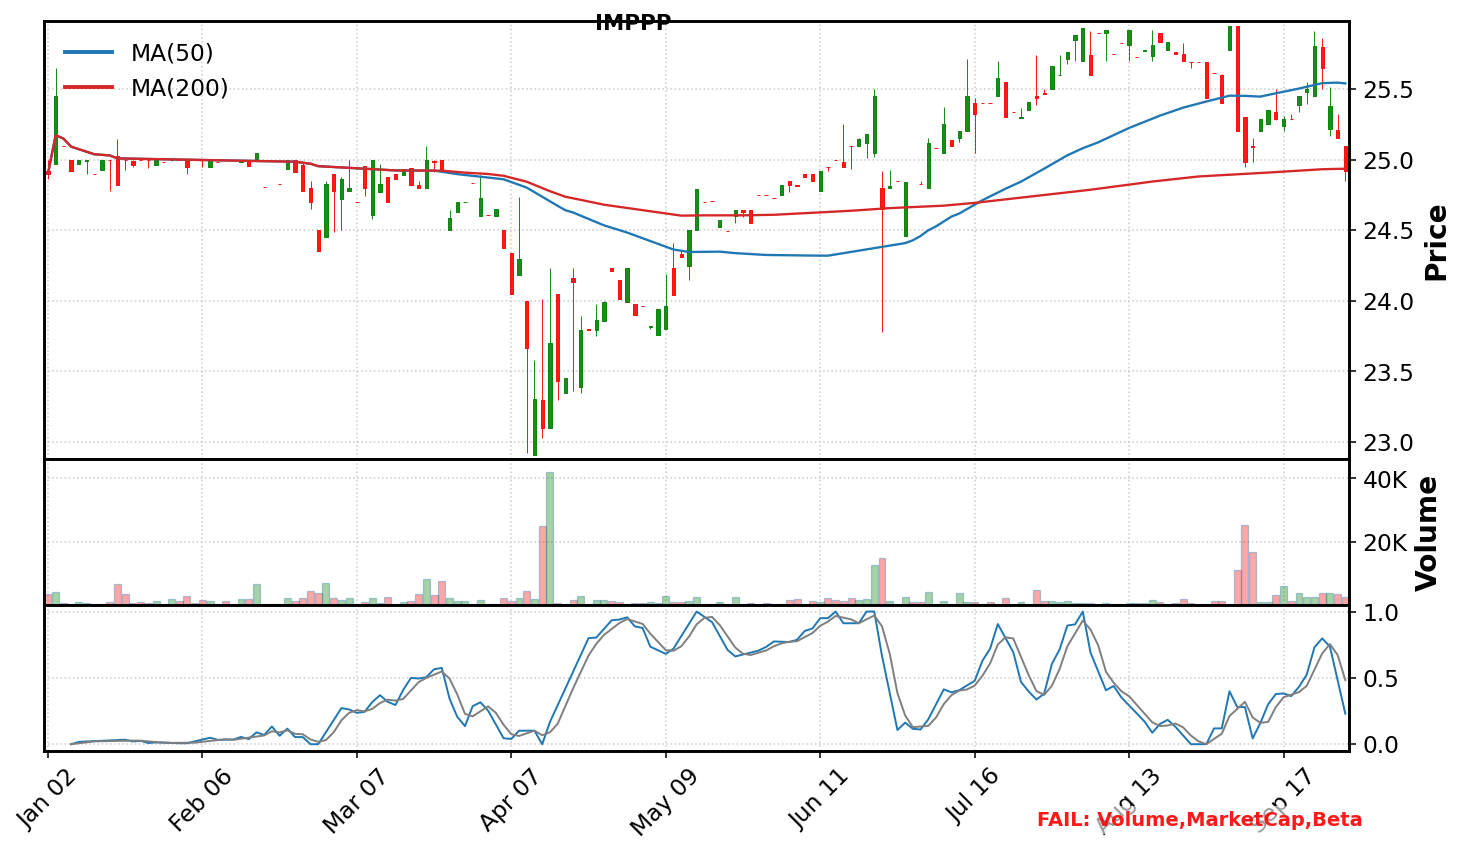 IMPPP
MA(50)
MA(200)
25.5
25.0
24.5
24.0
23.5
23.0
Price
40K
20K
Volume
1.0
0.5
0.0
Jan 02
Feb 06
Mar 07
Apr 07
May 09
Jun 11
Jul 16
Aug 13
Sep 17
FAIL: Volume,MarketCap,Beta